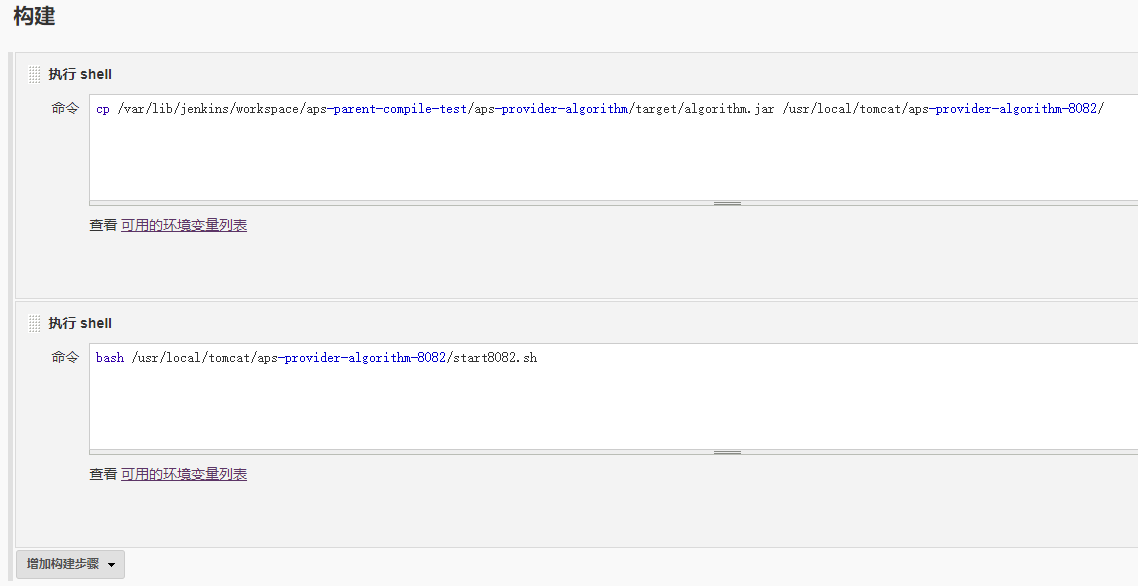 构建
执行 shell
命令
cp /var/lib/jenkins/workspace/aps-parent-compile-test/aps-provider-algorithm/target/algorithm.jar /usr/local/tomcat/aps-provider-algorithm-8082/
查看 可用的环境变量列表
执行 shell
命令
bash /usr/local/tomcat/aps-provider-algorithm-8082/start8082.sh
查看 可用的环境变量列表
增加构建步骤